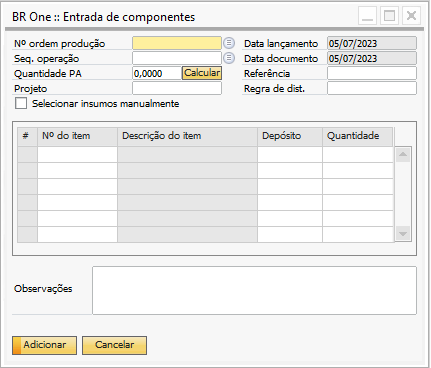 BR One :: Entrada de componentes
Nº ordem produção Data lançamento 05/07/2023
Seq. operação Data documento 05/07/2023
Quantidade PA 0,0000 Calcular Referência
Projeto Regra de dist.
Selecionar insumos manualmente
# Nº do item Descrição do item Depósito Quantidade
Observações
Adicionar Cancelar